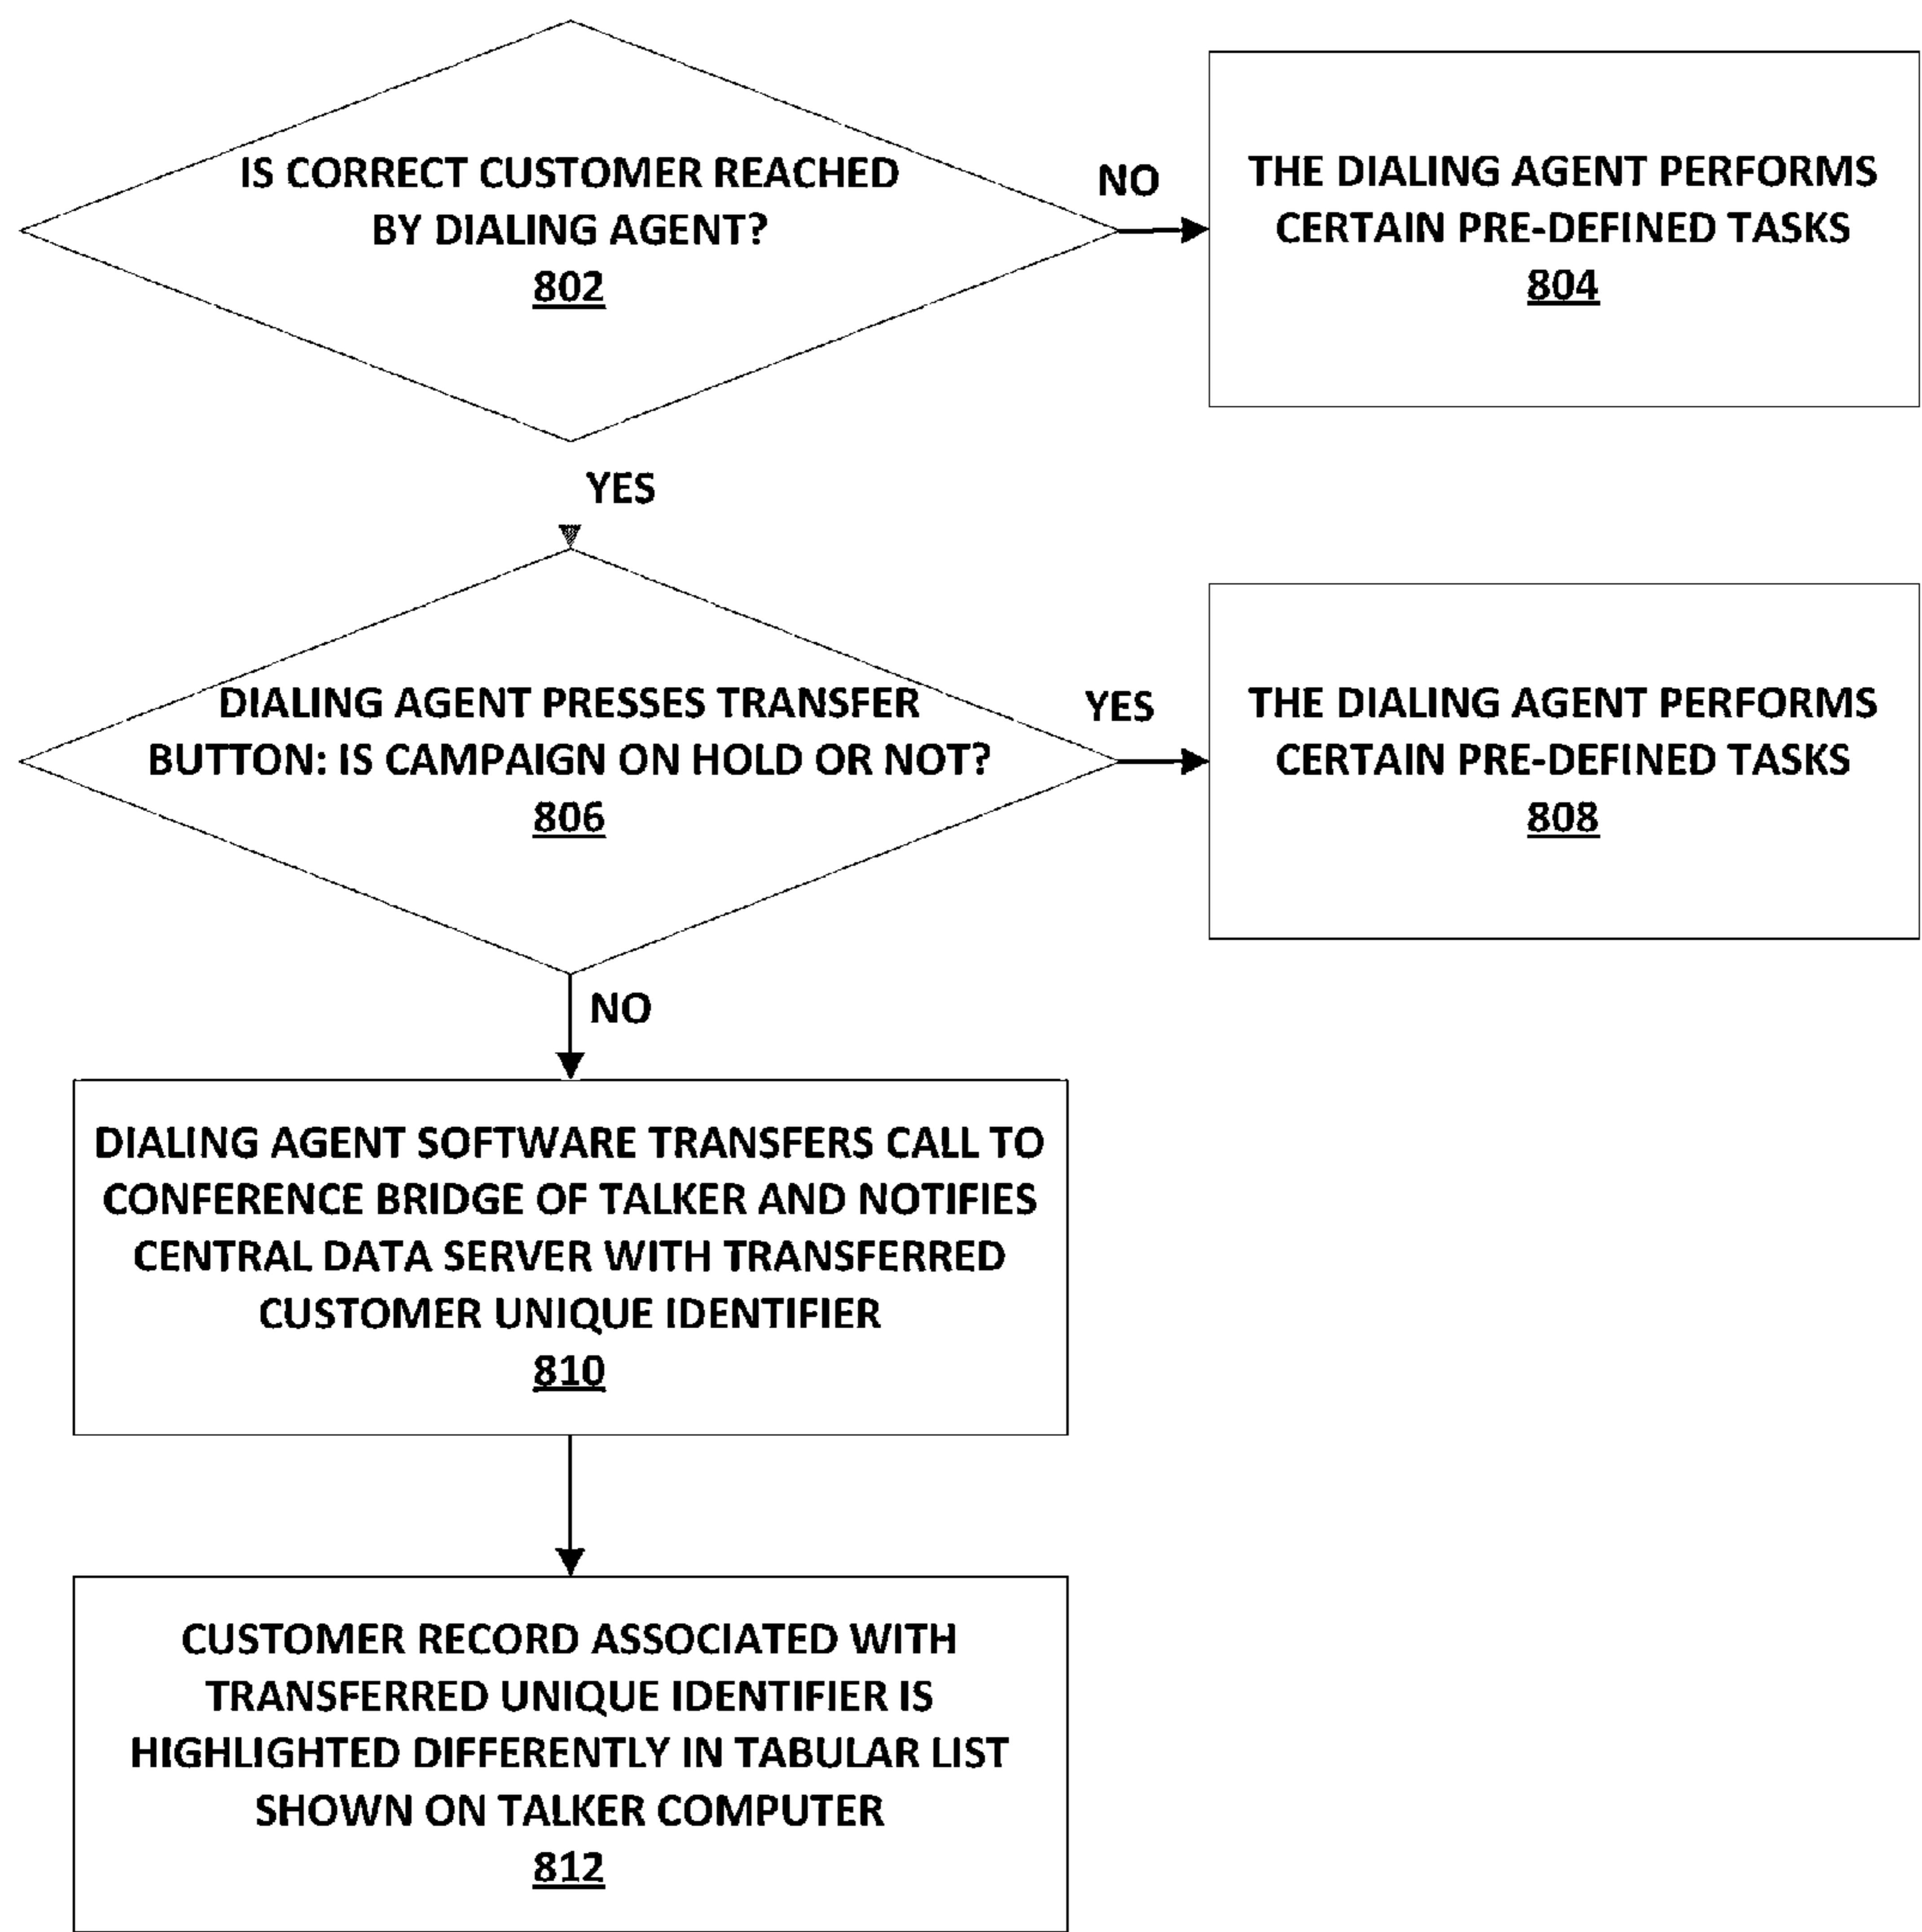 IS CORRECT CUSTOMER REACHED
BY DIALING AGENT?
802
NO
THE DIALING AGENT PERFORMS
CERTAIN PRE-DEFINED TASKS
804
YES
DIALING AGENT PRESSES TRANSFER
BUTTON: IS CAMPAIGN ON HOLD OR NOT?
806
YES
THE DIALING AGENT PERFORMS
CERTAIN PRE-DEFINED TASKS
808
NO
DIALING AGENT SOFTWARE TRANSFERS CALL TO
CONFERENCE BRIDGE OF TALKER AND NOTIFIES
CENTRAL DATA SERVER WITH TRANSFERRED
CUSTOMER UNIQUE IDENTIFIER
810
CUSTOMER RECORD ASSOCIATED WITH
TRANSFERRED UNIQUE IDENTIFIER IS
HIGHLIGHTED DIFFERENTLY IN TABULAR LIST
SHOWN ON TALKER COMPUTER
812